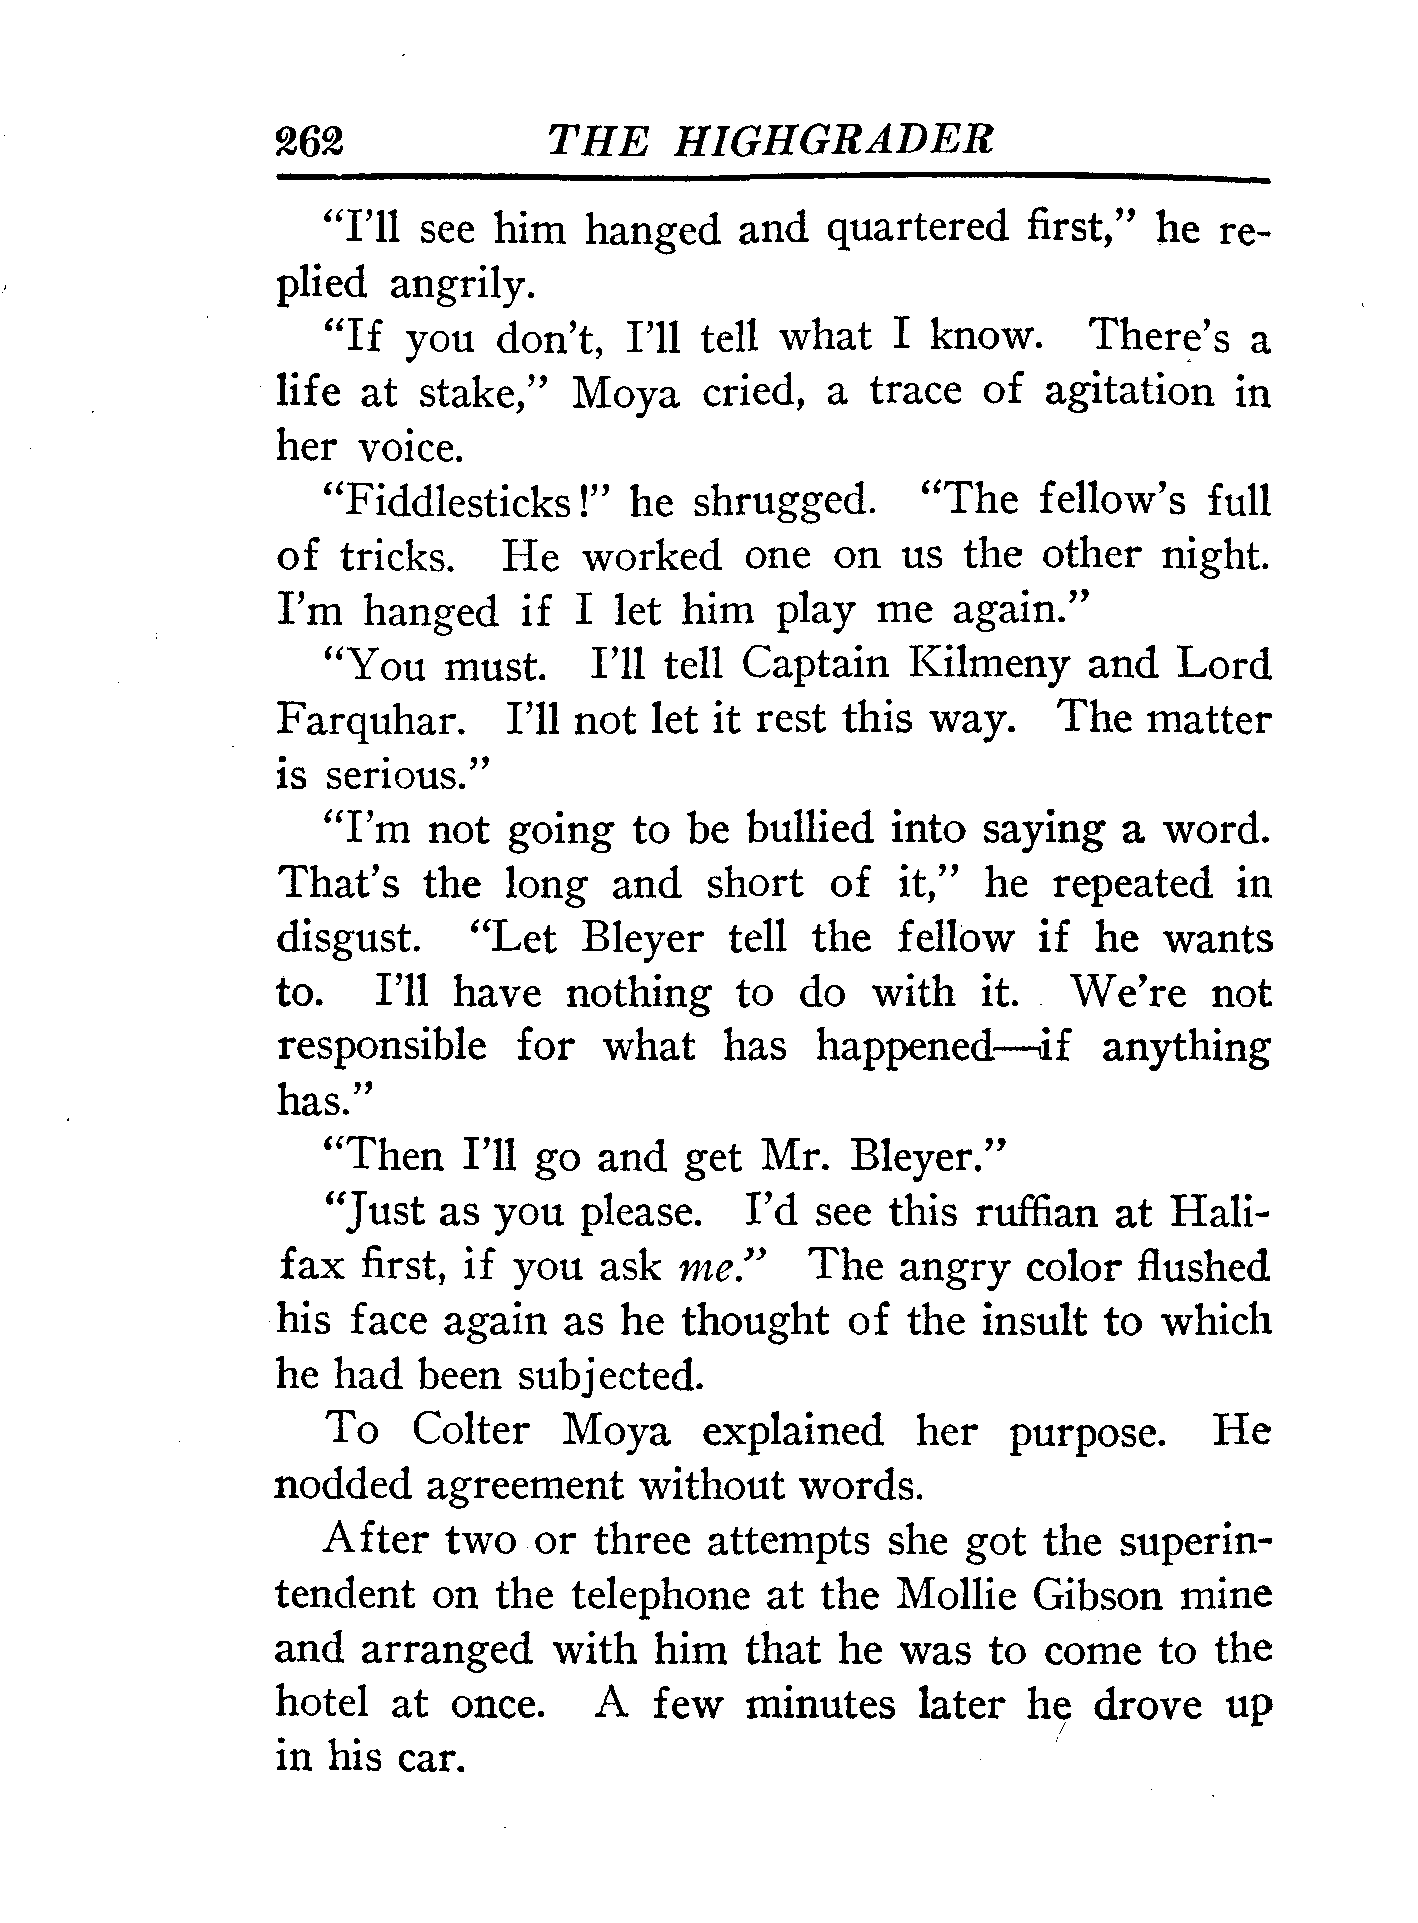 262 THE HIGHGRADER
“I’ll see him hanged and quartered first,” he re-
plied angrily.
“If you don’t, I’ll tell what I know. There’s a
life at stake,” Moya cried, a trace of agitation in
her voice.
“Fiddlesticks!” he shrugged. “The fellow’s full
of tricks. He worked one on us the other night.
I’m hanged if I let him play me again.”
“You must. I’ll tell Captain Kilmeny and Lord
Farquhar. I’ll not let it rest this way. The matter
is serious.”
“I’m not going to be bullied into saying a word.
That’s the long and short of it,” he repeated in
disgust. “Let Bleyer tell the fellow if he wants
to. I’ll have nothing to do with it. We’re not
responsible for what has happened—if anything
has.”
“Then I’ll go and get Mr. Bleyer.”
“Just as you please. I’d see this ruffian at Hali-
fax first, if you ask me.” The angry color flushed
his face again as he thought of the insult to which
he had been subjected.
To Colter Moya explained her purpose. He
nodded agreement without words.
After two or three attempts she got the superin-
tendent on the telephone at the Mollie Gibson mine
and arranged with him that he was to come to the
hotel at once. A few minutes later he drove up
in his car.